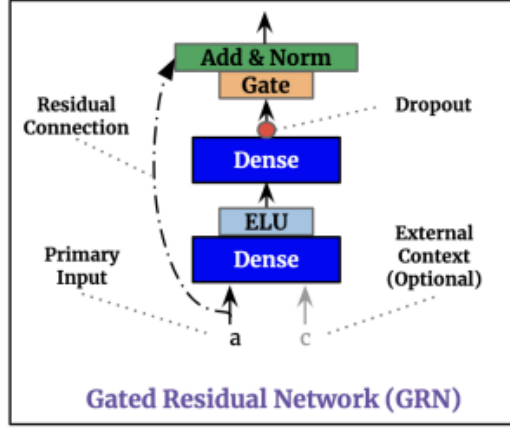 Add & Norm
Gate
Residual
Connection
Dropout
Dense
ELU
Dense
Primary
Input
External
Context
(Optional)
a
c
Gated Residual Network (GRN)